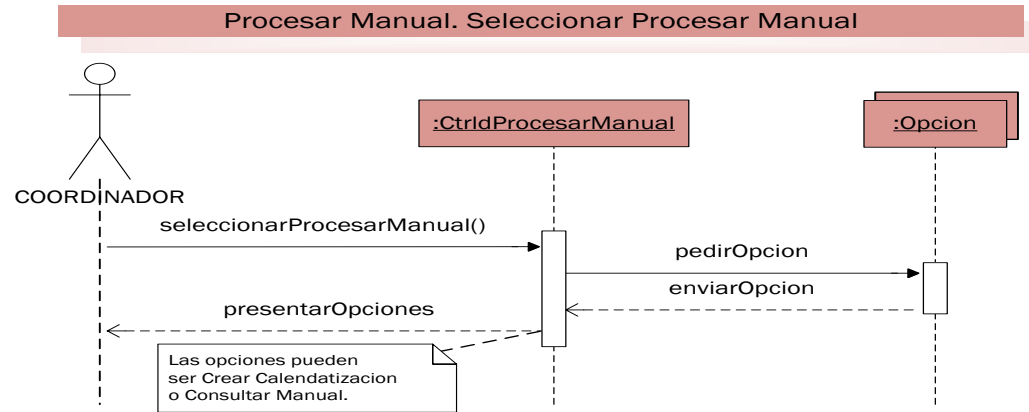 Procesar Manual. Seleccionar Procesar Manual
:CtrIdProcesarManual
:Opcion
COORDINADOR
seleccionarProcesarManual()
pedirOpcion
enviarOpcion
presentarOpciones
Las opciones pueden
ser Crear Calendatizacion
o Consultar Manual.